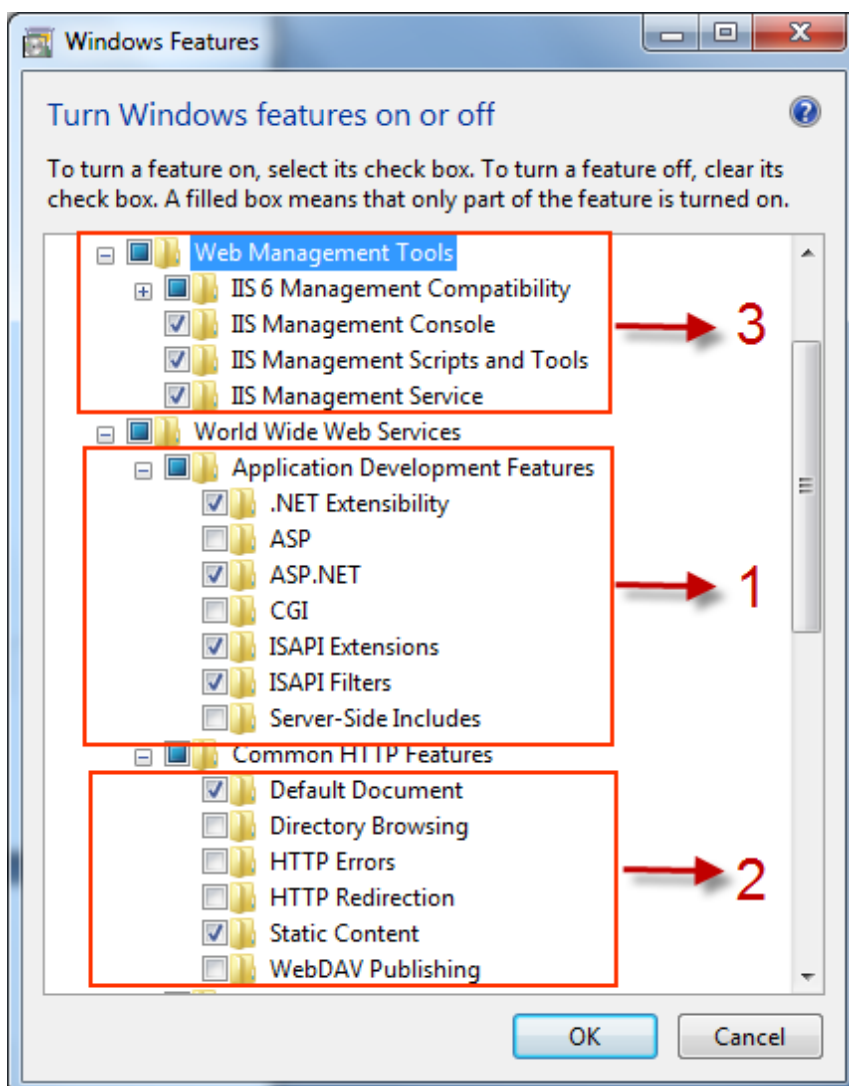 Windows Features
Turn Windows features on or off
To turn a feature on, select its check box. To turn a feature off, clear its
check box. A filled box means that only part of the feature is turned on.
Web Management Tools
IIS 6 Management Compatibility
IIS Management Console
3
IIS Management Scripts and Tools
IIS Management Service
World Wide Web Services
Application Development Features
.NET Extensibility
ASP
ASP.NET
1
CGI
ISAPI Extensions
ISAPI Filters
Server-Side Includes
Common HTTP Features
Default Document
Directory Browsing
HTTP Errors
2
HTTP Redirection
Static Content
WebDAV Publishing
OK
Cancel